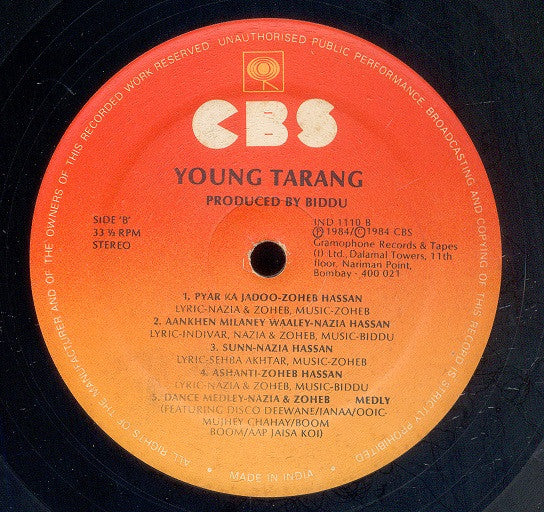 ALL RIGHTS OF THE MANUFACTURER AND OF THE OWNERS OF THIS RECORDED WORK RESERVED UNAUTHORISED PUBLIC PERFORMANCE, BROADCASTING AND COPYING OF THIS RECORD IS STRICTLY PROHIBITED
CBS
YOUNG TARANG
PRODUCED BY BIDDU
SIDE 'B'
33 ⅓ RPM
STEREO
IND 1110 B
Ⓟ1984/©1984 CBS
Gramophone Records & Tapes
(I) Ltd., Dalamal Towers, 11th
floor, Nariman Point,
Bombay - 400 021
1. PYAR KA JADOO-ZOHEB HASSAN
LYRIC-NAZIA & ZOHEB, MUSIC-ZOHEB
2. AANKHEN MILANEY WAALEY-NAZIA HASSAN
LYRIC-INDIVAR, NAZIA & ZOHEB, MUSIC-BIDDU
3. SUNN-NAZIA HASSAN
LYRIC-SEHBA AKHTAR, MUSIC-ZOHEB
4. ASHANTI-ZOHEB HASSAN
LYRIC-NAZIA & ZOHEB, MUSIC-BIDDU
5. DANCE MEDLEY-NAZIA & ZOHEB MEDLY
(FEATURING DISCO DEEWANE/IANAA/OOIC-
MUJHEY CHAHAY/BOOM
BOOM/AAP JAISA KOI)
MADE IN INDIA